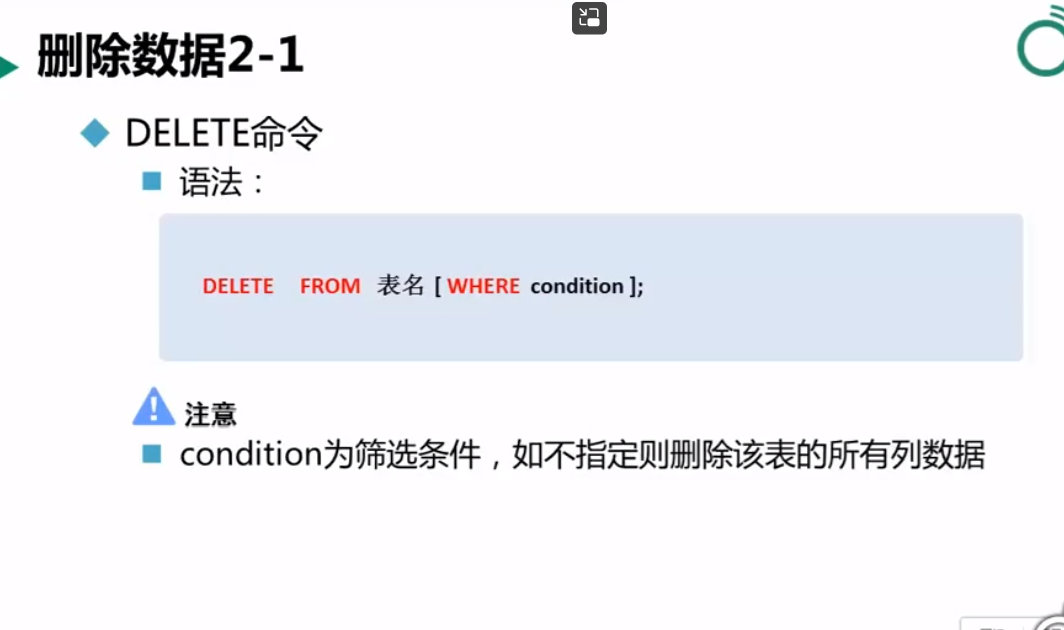 删除数据2-1
DELETE命令
语法：
DELETE FROM 表名 [ WHERE condition ];
注意
condition为筛选条件，如不指定则删除该表的所有列数据